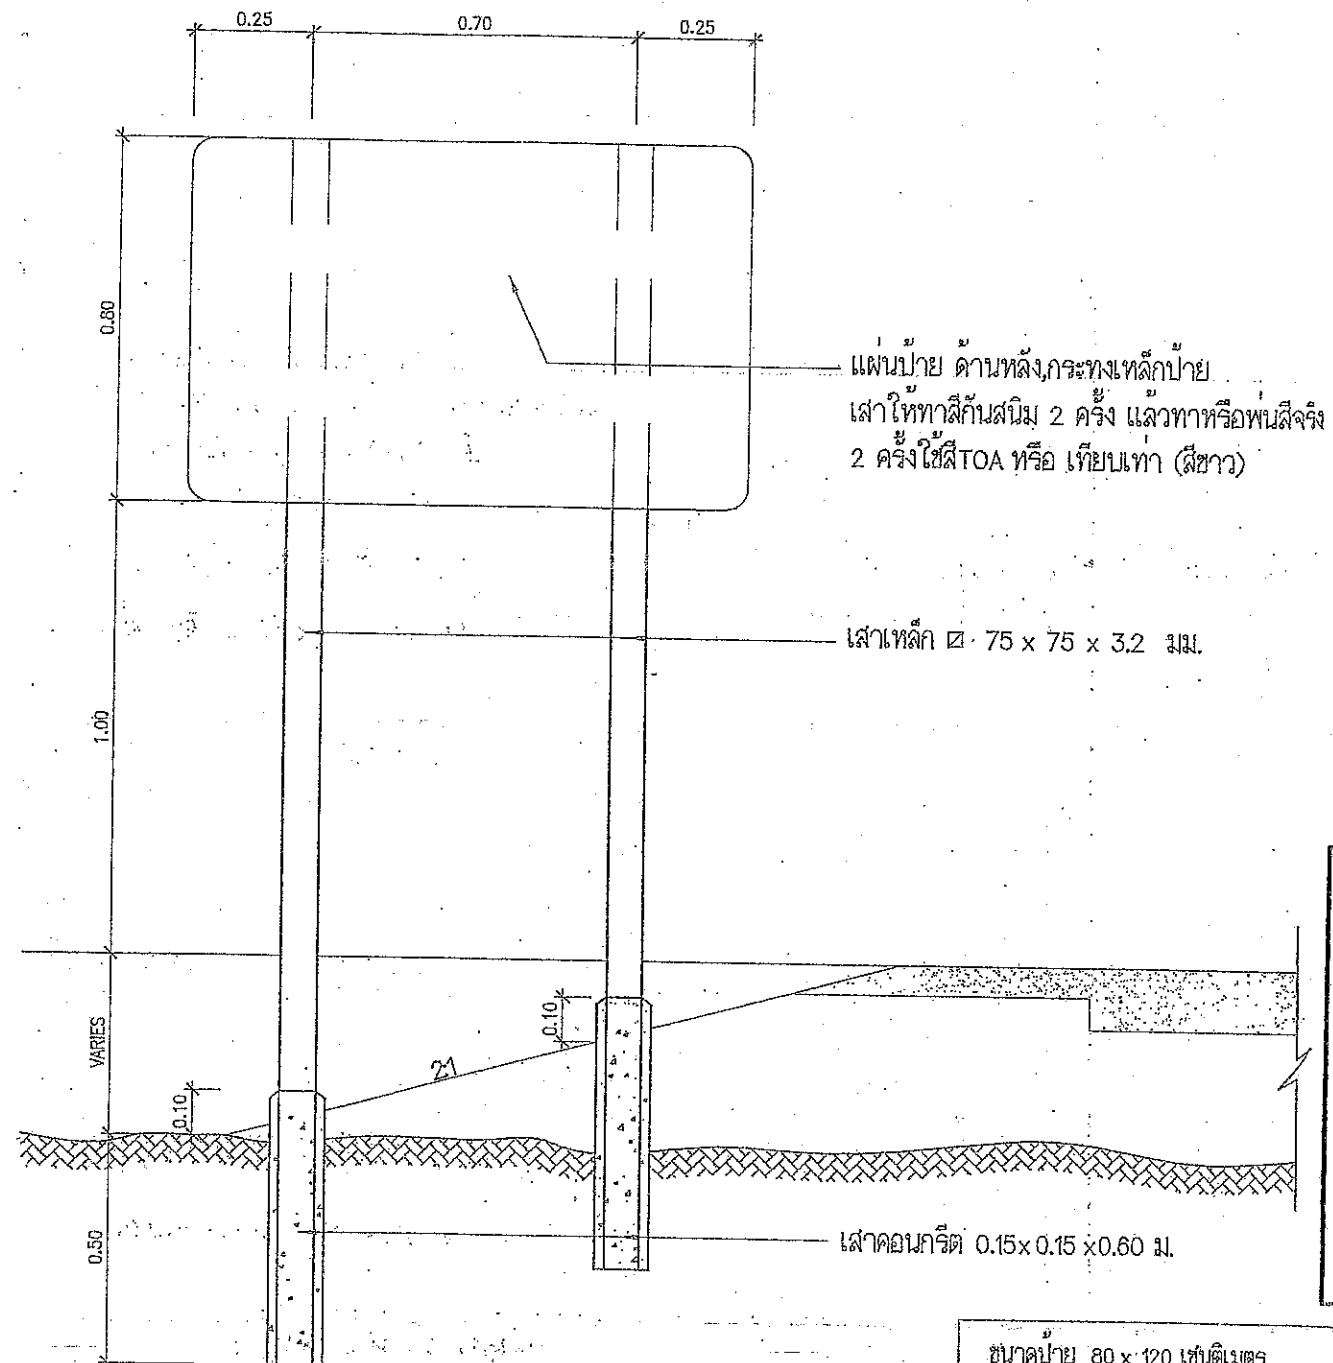 0.25
0.70
0.25
0.80
แผ่นป้าย ด้านหลัง,กระทงเหล็กป้าย
เสาให้ทาสีกันสนิม 2 ครั้ง แล้วทาหรือพ่นสีจริง
2 ครั้งใช้สีTOA หรือ เทียบเท่า (สีขาว)
เสาเหล็ก 75 x 75 x 3.2 มม.
1.00
VARIES
0.10
0.10
2:1
0.50
เสาคอนกรีต 0.15x0.15x0.60 ม.
ขนาดป้าย 80 x 120 เซนติเมตร